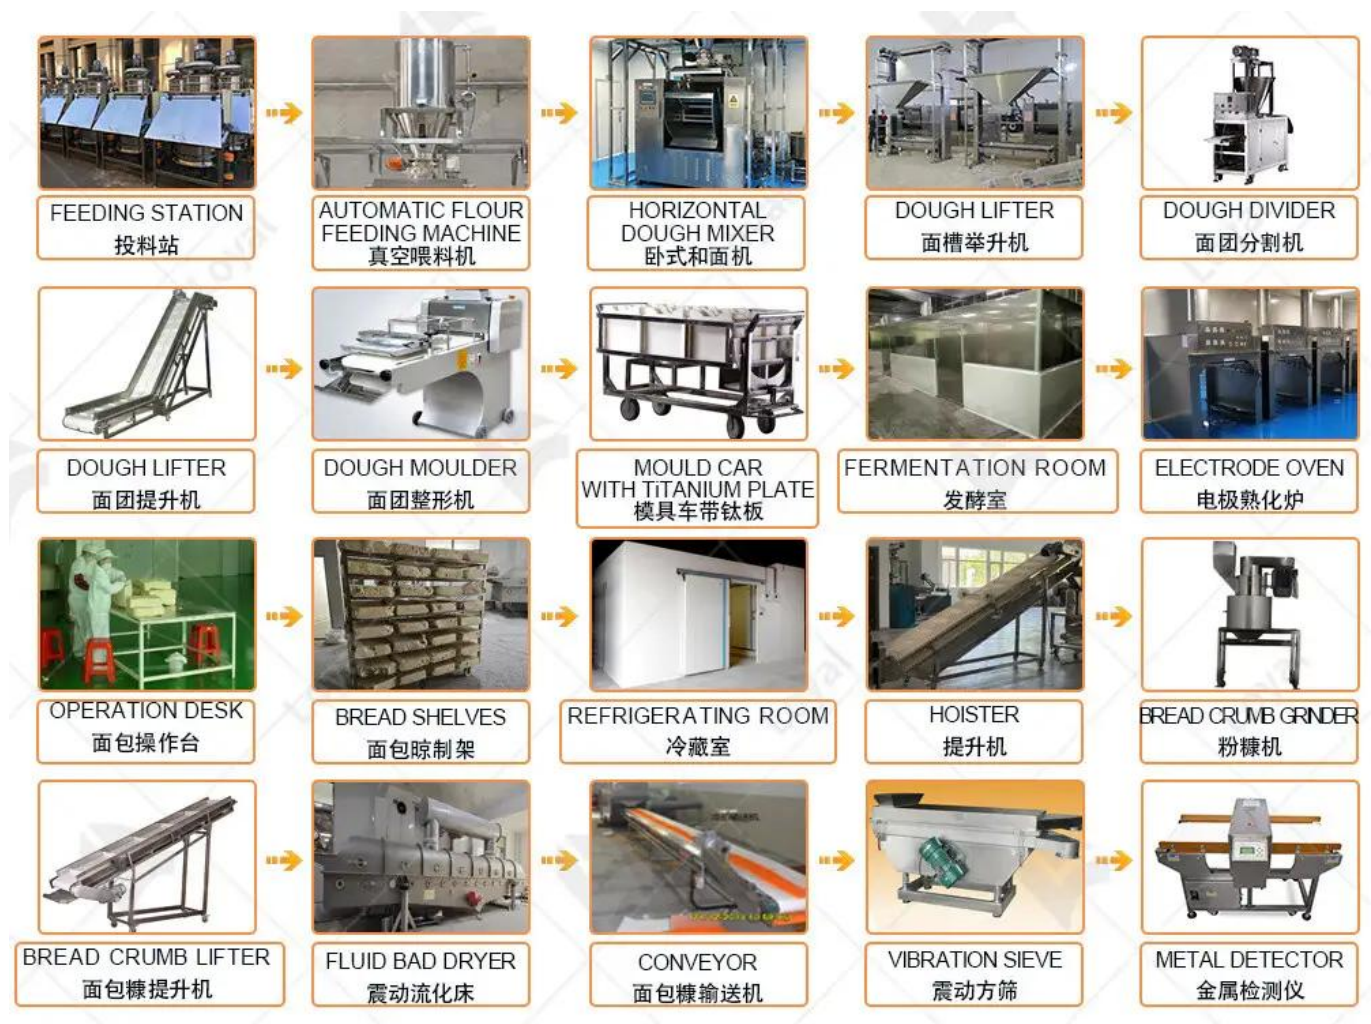 FEEDING STATION
投料站
AUTOMATIC FLOUR
FEEDING MACHINE
真空喂料机
HORIZONTAL
DOUGH MIXER
卧式和面机
DOUGH LIFTER
面槽举升机
DOUGH DIVIDER
面团分割机
DOUGH LIFTER
面团提升机
DOUGH MOULDER
面团整形机
MOULD CAR
WITH TiTANIUM PLATE
模具车带钛板
FERMENTATION ROOM
发酵室
ELECTRODE OVEN
电极熟化炉
OPERATION DESK
面包操作台
BREAD SHELVES
面包晾制架
REFRIGERATING ROOM
冷藏室
HOISTER
提升机
BREAD CRUMB GRINDER
粉糠机
BREAD CRUMB LIFTER
面包糠提升机
FLUID BAD DRYER
震动流化床
CONVEYOR
面包糠输送机
VIBRATION SIEVE
震动方筛
METAL DETECTOR
金属检测仪
Loyal